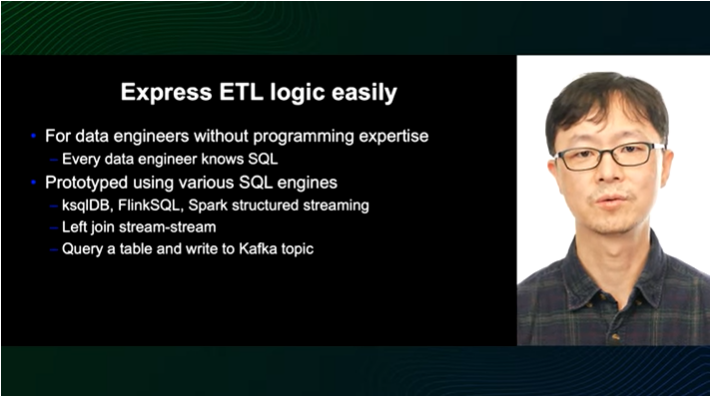 Express ETL logic easily
• For data engineers without programming expertise
– Every data engineer knows SQL
• Prototyped using various SQL engines
– ksqlDB, FlinkSQL, Spark structured streaming
– Left join stream-stream
– Query a table and write to Kafka topic